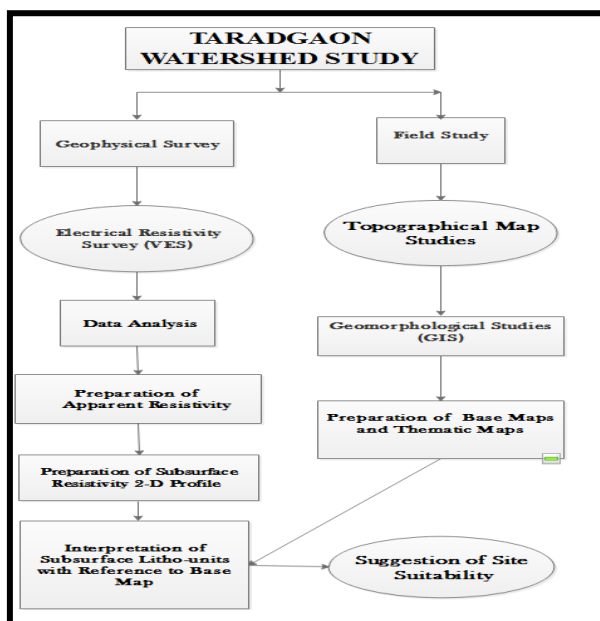 TARADGAON
WATERSHED STUDY
Geophysical Survey
Field Study
Electrical Resistivity
Survey (VES)
Topographical Map
Studies
Data Analysis
Geomorphological Studies
(GIS)
Preparation of
Apparent Resistivity
Preparation of Base Maps
and Thematic Maps
Preparation of Subsurface
Resistivity 2-D Profile
Interpretation of
Subsurface Litho-units
with Reference to Base
Map
Suggestion of Site
Suitability